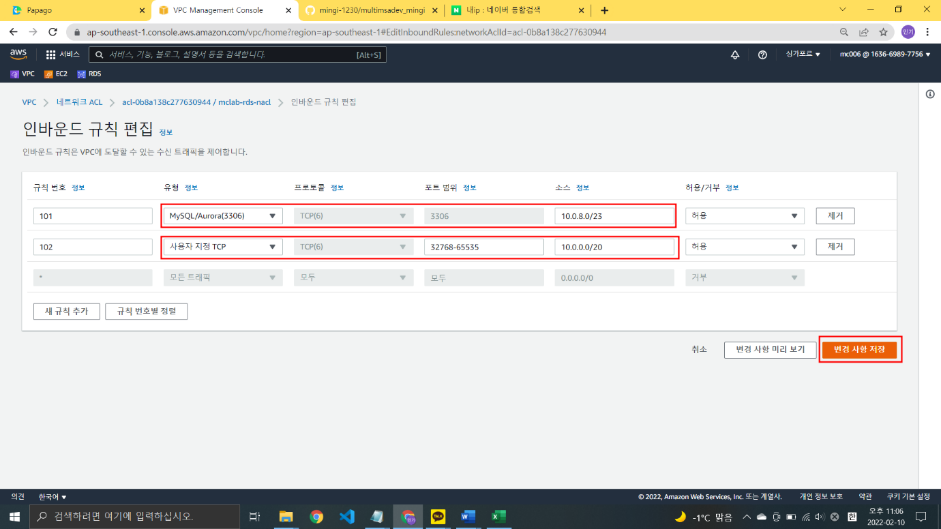 Papago
VPC Management Console
mingi-1230/multimsadev_mingi
내ip : 네이버 통합검색
ap-southeast-1.console.aws.amazon.com/vpc/home?region=ap-southeast-1#EditInboundRules:networkAclId=acl-0b8a138c277630944
민기
aws
서비스
서비스, 기능, 블로그, 설명서 등을 검색합니다.
[Alt+S]
싱가포르
mc006 @ 1636-6989-7756
VPC
EC2
RDS
VPC
네트워크 ACL
acl-0b8a138c277630944 / mclab-rds-nacl
인바운드 규칙 편집
인바운드 규칙 편집 정보
인바운드 규칙은 VPC에 도달할 수 있는 수신 트래픽을 제어합니다.
규칙 번호 정보 유형 정보 프로토콜 정보 포트 범위 정보 소스 정보 허용/거부 정보
101 MySQL/Aurora(3306) TCP(6) 3306 10.0.8.0/23 허용 제거
102 사용자 지정 TCP TCP(6) 32768-65535 10.0.0.0/20 허용 제거
* 모든 트래픽 모두 모두 0.0.0.0/0 거부
새 규칙 추가 규칙 번호별 정렬
취소 변경 사항 미리 보기 변경 사항 저장
의견 한국어 © 2022, Amazon Web Services, Inc. 또는 계열사. 개인 정보 보호 약관 쿠키 기본 설정
검색하려면 여기에 입력하십시오.
-1°C 맑음
오후 11:06
2022-02-10